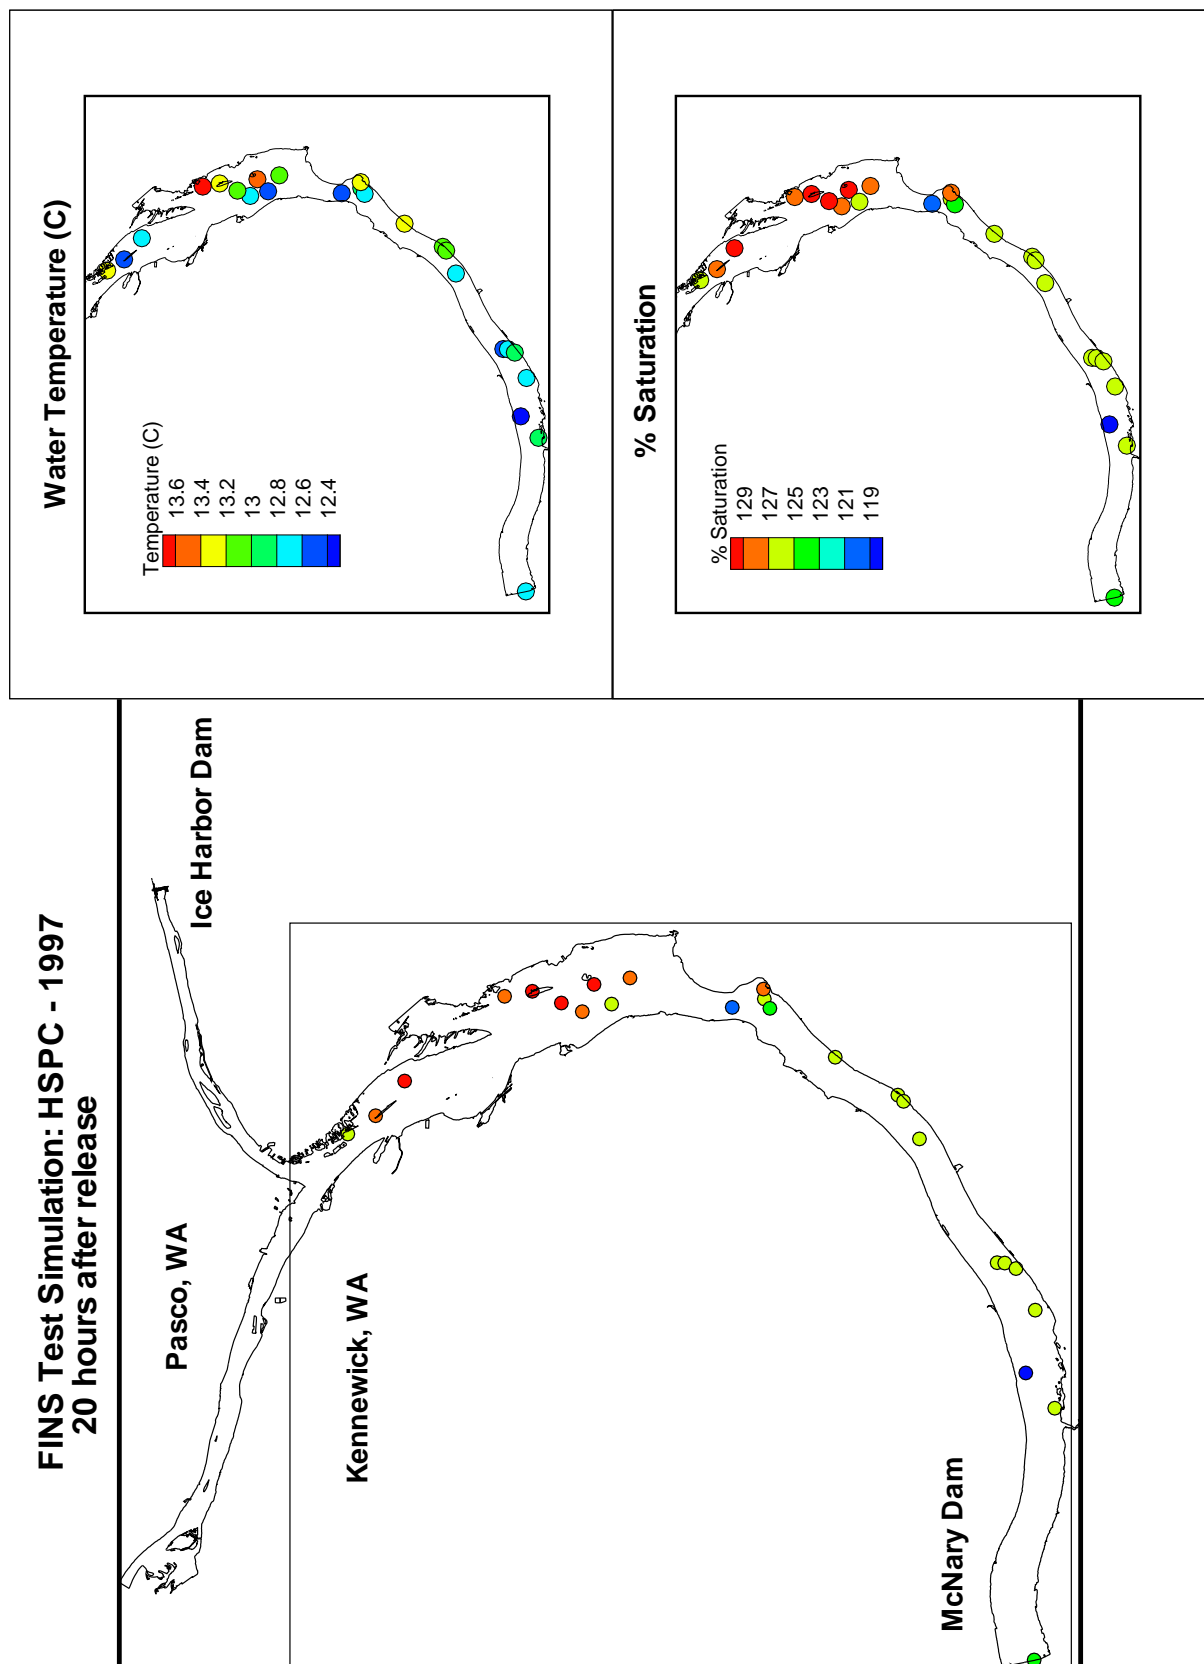 FINS Test Simulation: HSPC - 1997
20 hours after release
Pasco, WA
Ice Harbor Dam
Kennewick, WA
McNary Dam
Water Temperature (C)
Temperature (C)
13.6
13.4
13.2
13
12.8
12.6
12.4
% Saturation
% Saturation
129
127
125
123
121
119